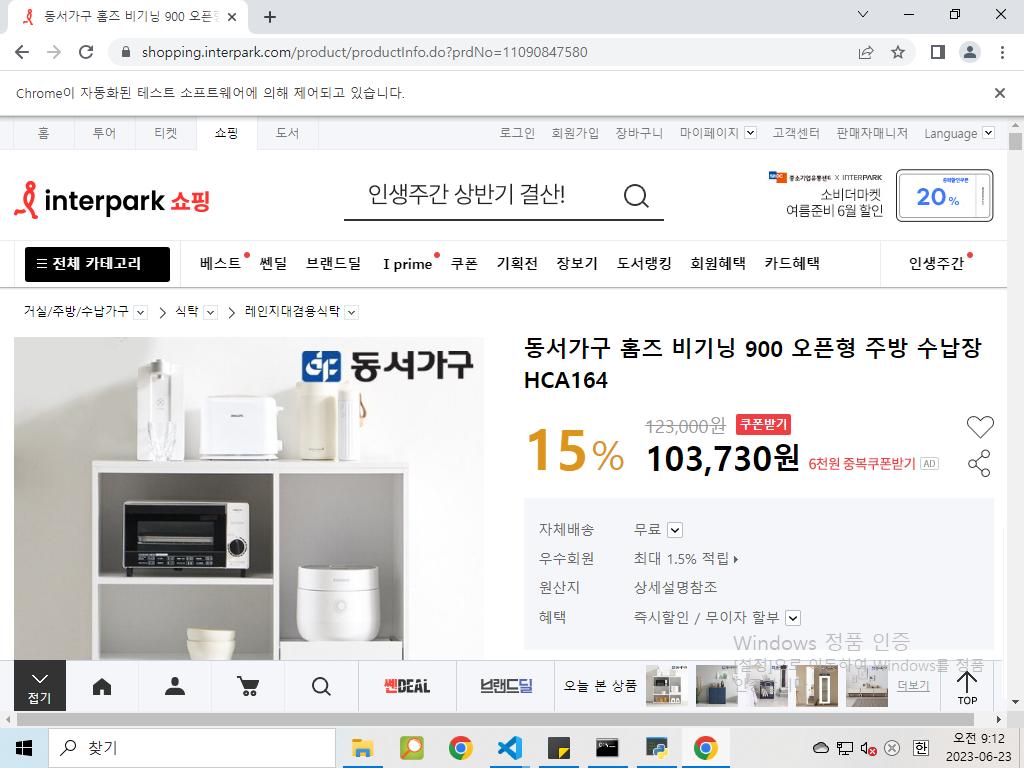 동서가구 홈즈 비기닝 900 오픈형
shopping.interpark.com/product/productInfo.do?prdNo=11090847580
Chrome이 자동화된 테스트 소프트웨어에 의해 제어되고 있습니다.
홈 투어 티켓 쇼핑 도서 로그인 회원가입 장바구니 마이페이지 고객센터 판매자매니저 Language
중소기업유통센터 X INTERPARK
interpark 쇼핑 인생주간 상반기 결산! 소비더마켓
여름준비 6월 할인
20%
전체 카테고리 베스트 쎈딜 브랜드딜 I prime 쿠폰 기획전 장보기 도서랭킹 회원혜택 카드혜택 인생주간
거실/주방/수납가구 > 식탁 > 레인지대겸용식탁
동서가구
동서가구 홈즈 비기닝 900 오픈형 주방 수납장
HCA164
15% 123,000원 쿠폰받기
103,730원 6천원 중복쿠폰받기 AD
자체배송 무료
우수회원 최대 1.5% 적립
원산지 상세설명참조
혜택 즉시할인 / 무이자 할부
Windows 정품 인증
[설정]으로 이동하여 Windows를 정품
접기 쎈DEAL 브랜드딜 오늘 본 상품 더보기 TOP
찾기
한 오전 9:12
2023-06-23